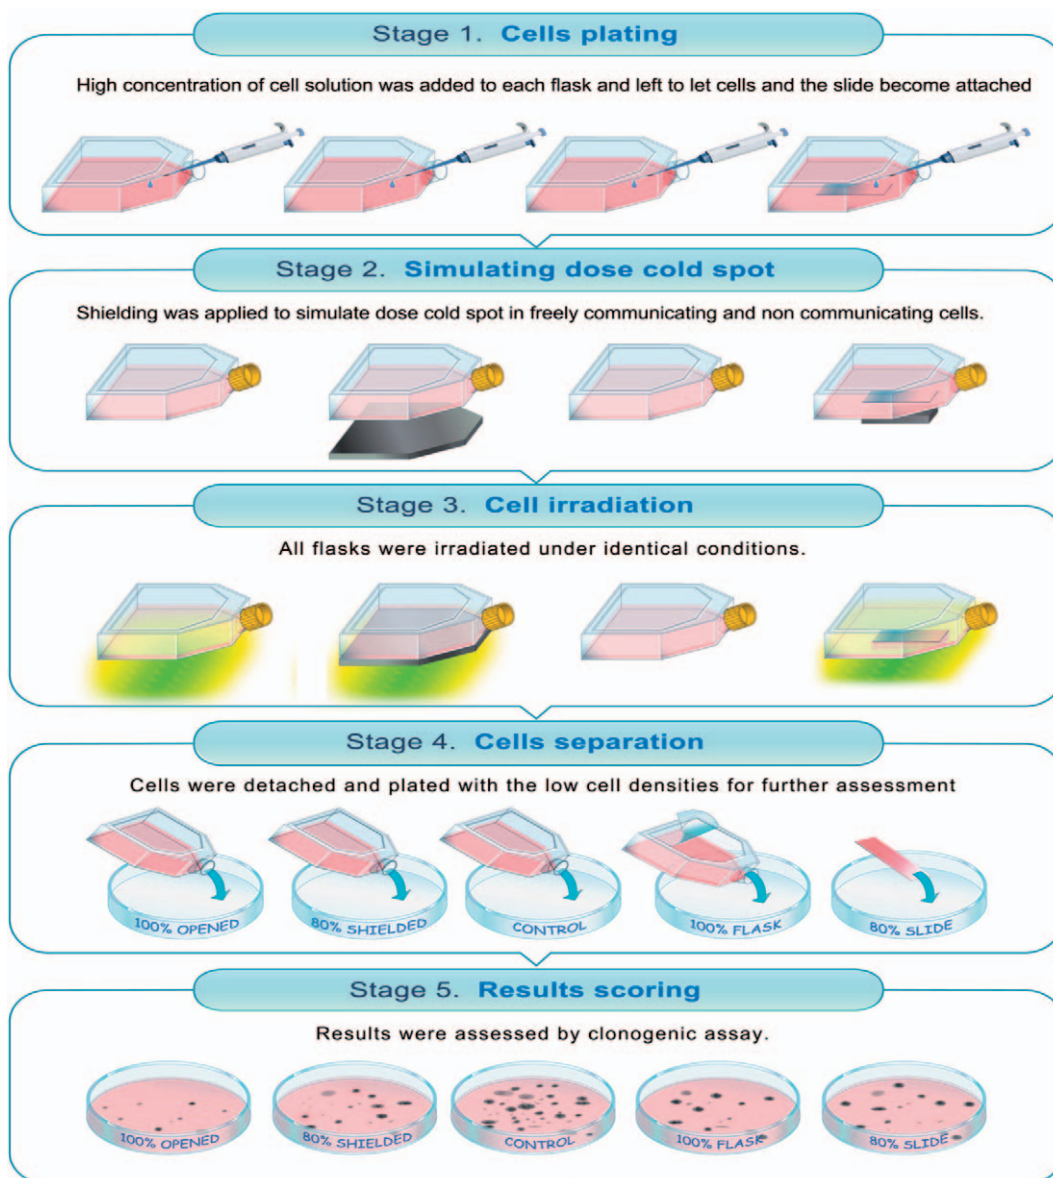 Stage 1. Cells plating
High concentration of cell solution was added to each flask and left to let cells and the slide become attached
Stage 2. Simulating dose cold spot
Shielding was applied to simulate dose cold spot in freely communicating and non communicating cells.
Stage 3. Cell irradiation
All flasks were irradiated under identical conditions.
Stage 4. Cells separation
Cells were detached and plated with the low cell densities for further assessment
100% OPENED
80% SHIELDED
CONTROL
100% FLASK
80% SLIDE
Stage 5. Results scoring
Results were assessed by clonogenic assay.
100% OPENED
80% SHIELDED
CONTROL
100% FLASK
80% SLIDE